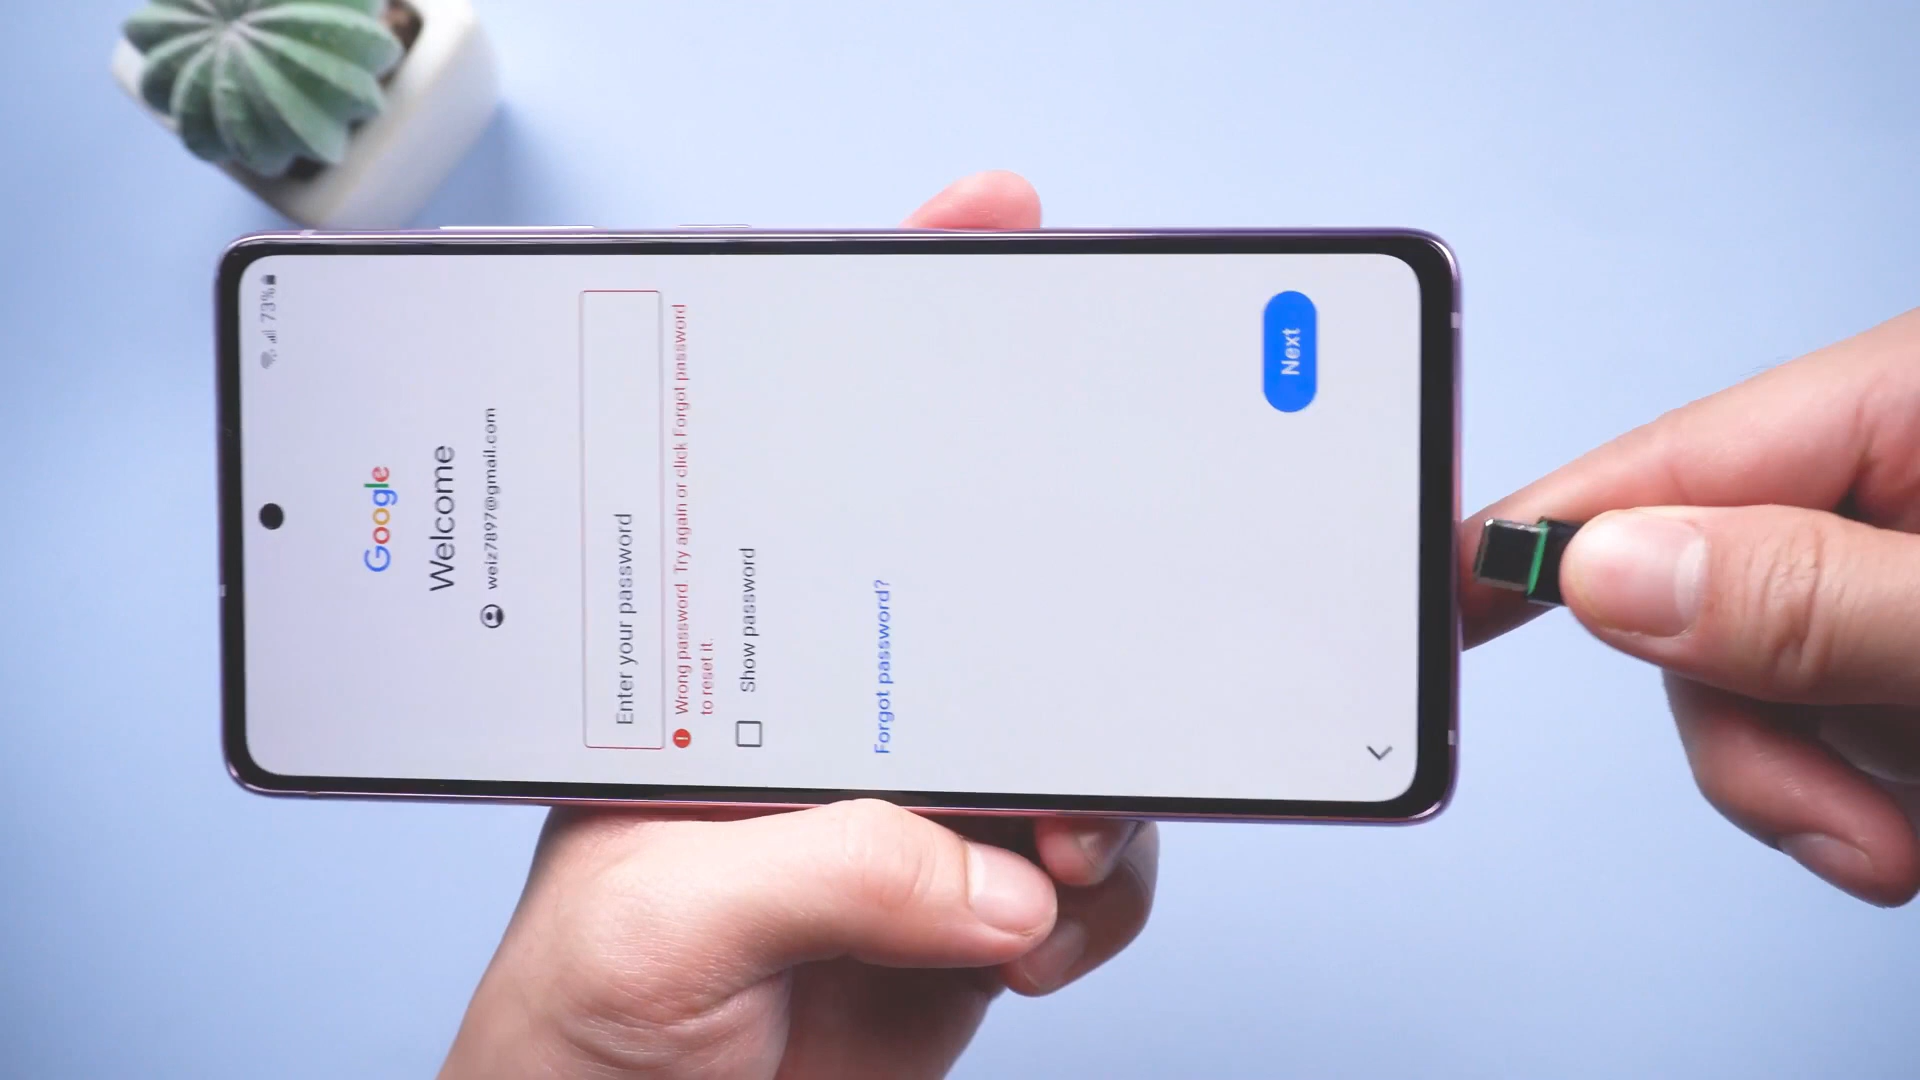 73%
Google
Welcome
weiz7897@gmail.com
Enter your password
Wrong password. Try again or click Forgot password
to reset it.
Show password
Forgot password?
Next